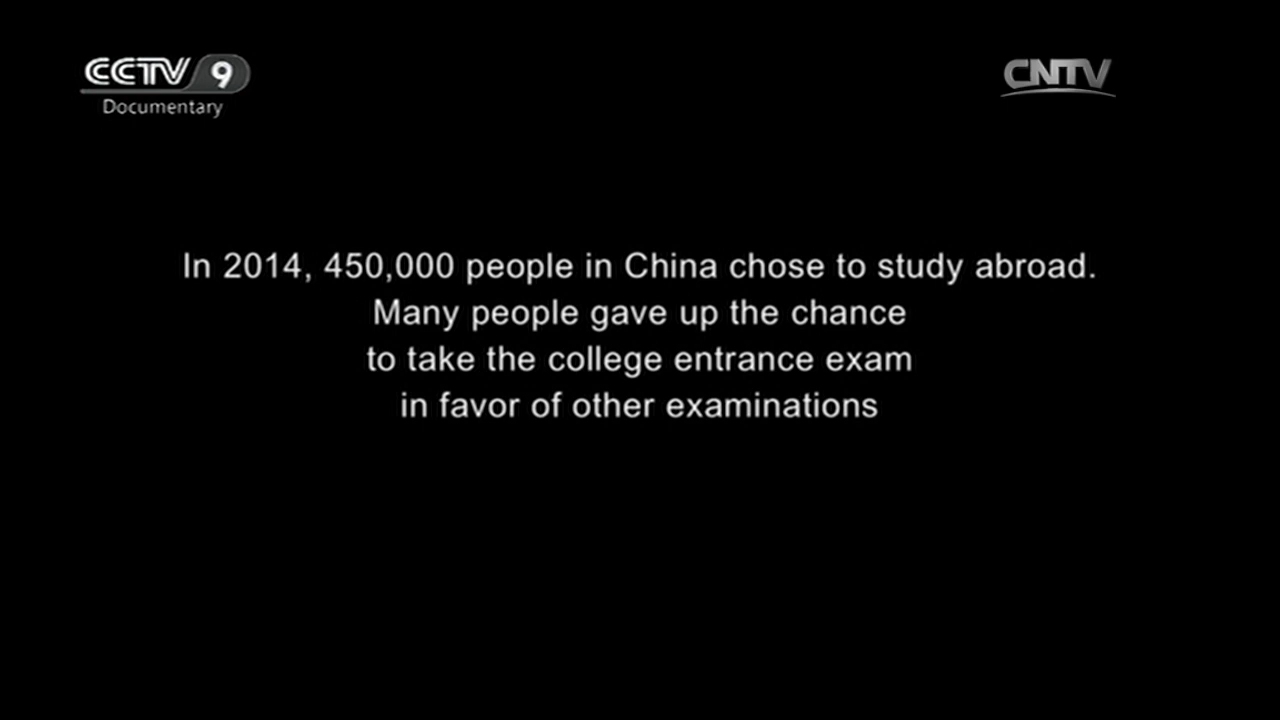 CCTV 9
CNTV
Documentary
In 2014, 450,000 people in China chose to study abroad.
Many people gave up the chance
to take the college entrance exam
in favor of other examinations